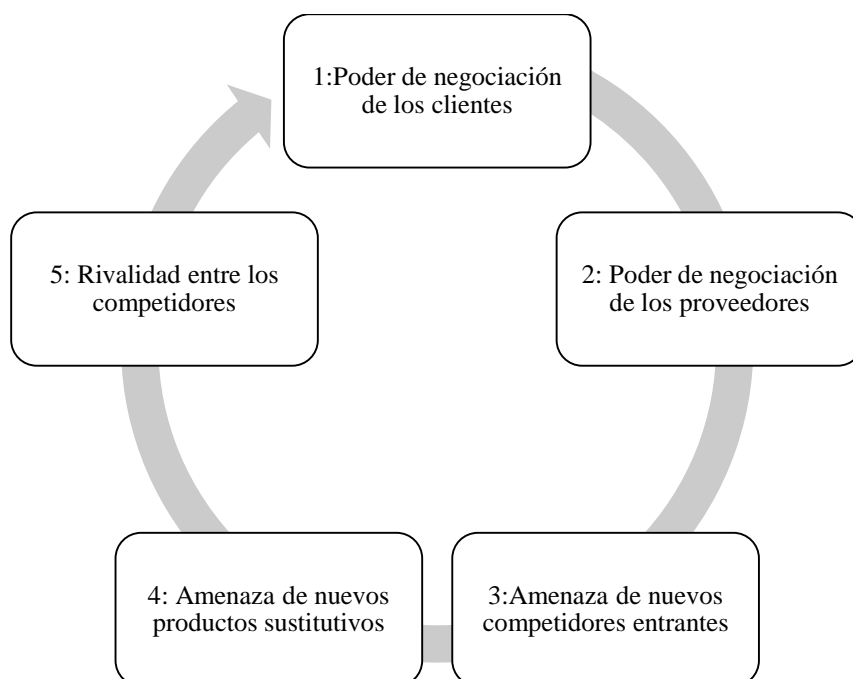 1:Poder de negociación
de los clientes
2: Poder de negociación
de los proveedores
3:Amenaza de nuevos
competidores entrantes
4: Amenaza de nuevos
productos sustitutivos
5: Rivalidad entre los
competidores